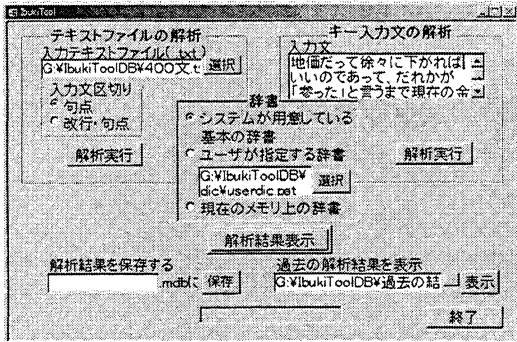 IbukiTool
テキストファイルの解析
入力テキストファイル(.txt)
G:¥IbukiToolDB¥400文.t
選択
入力文区切り
句点
改行・句点
解析実行
キー入力文の解析
入力文
地価だって徐々に下がれば
いいのであって、だれかが
「参った」と言うまで現在の金
解析実行
辞書
システムが用意している
基本の辞書
ユーザが指定する辞書
G:¥IbukiToolDB¥
dic¥userdic.pat
選択
現在のメモリ上の辞書
解析結果表示
解析結果を保存する
.mdbに
保存
過去の解析結果を表示
G:¥IbukiToolDB¥過去の結
表示
終了